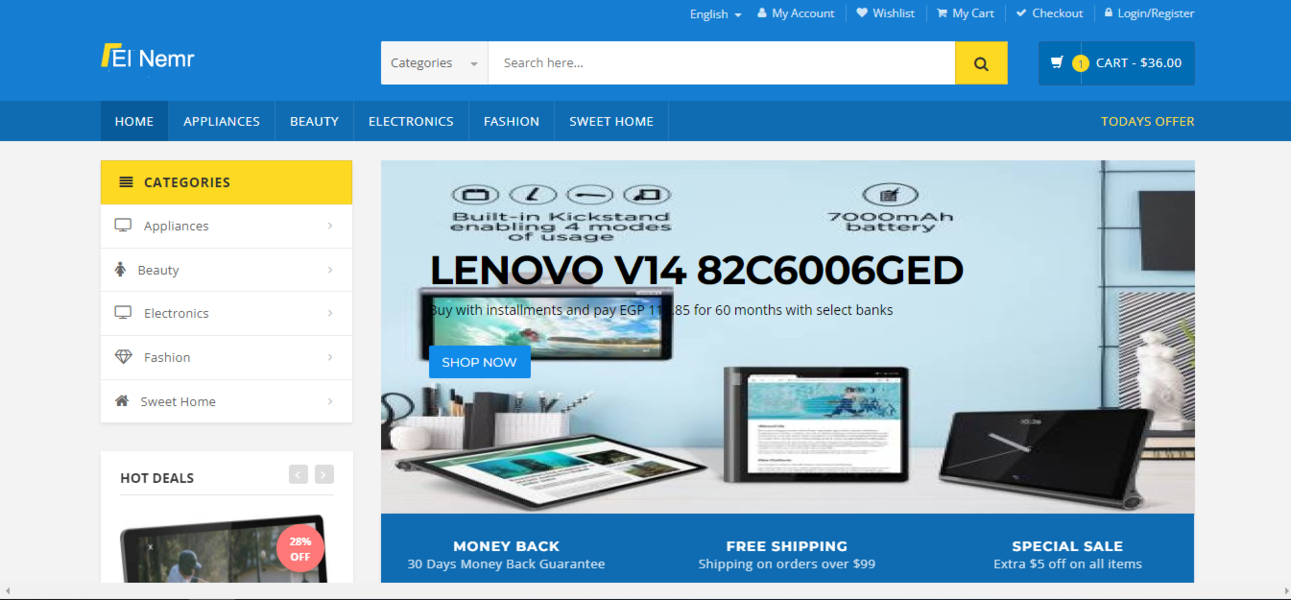 English
My Account
Wishlist
My Cart
Checkout
Login/Register
El Nemr
Categories
Search here...
1
CART - $36.00
HOME
APPLIANCES
BEAUTY
ELECTRONICS
FASHION
SWEET HOME
TODAYS OFFER
CATEGORIES
Appliances
Beauty
Electronics
Fashion
Sweet Home
HOT DEALS
28%
OFF
Built-in Kickstand
enabling 4 modes
of usage
7000mAh
battery
LENOVO V14 82C6006GED
Buy with installments and pay EGP .85 for 60 months with select banks
SHOP NOW
MONEY BACK
30 Days Money Back Guarantee
FREE SHIPPING
Shipping on orders over $99
SPECIAL SALE
Extra $5 off on all items